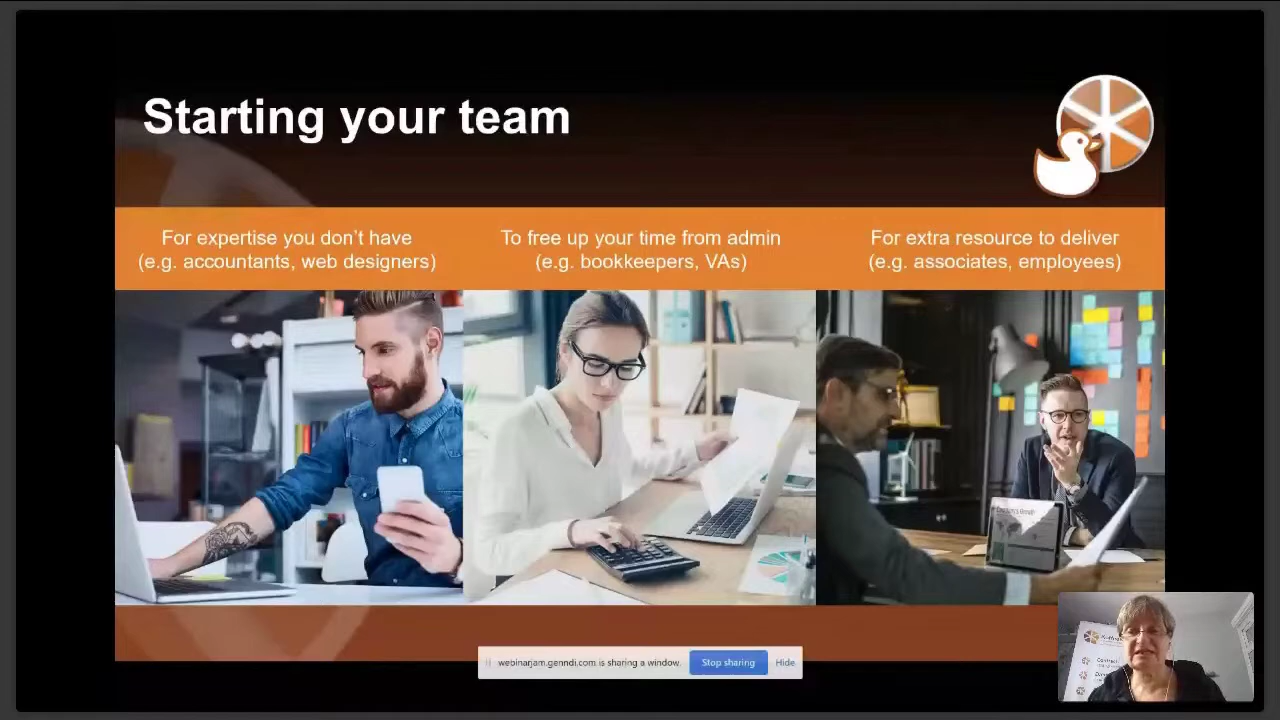 Starting your team
For expertise you don't have
(e.g. accountants, web designers)
To free up your time from admin
(e.g. bookkeepers, VAs)
For extra resource to deliver
(e.g. associates, employees)
webinarjam.genndi.com is sharing a window.
Stop sharing
Hide